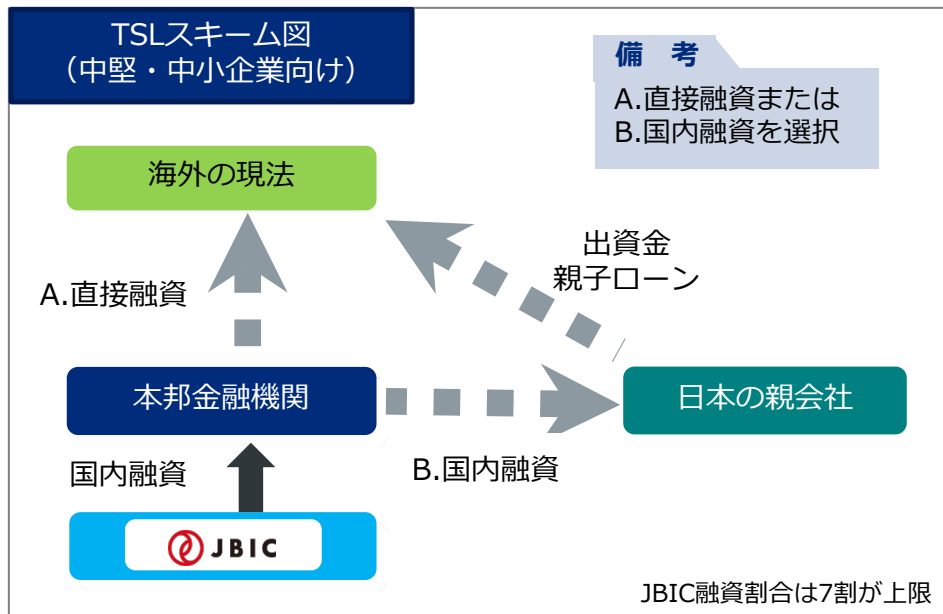 TSLスキーム図
（中堅・中小企業向け）
備　考
A.直接融資または
B.国内融資を選択
海外の現法
出資金
親子ローン
A.直接融資
本邦金融機関
日本の親会社
国内融資
B.国内融資
JBIC
JBIC融資割合は7割が上限